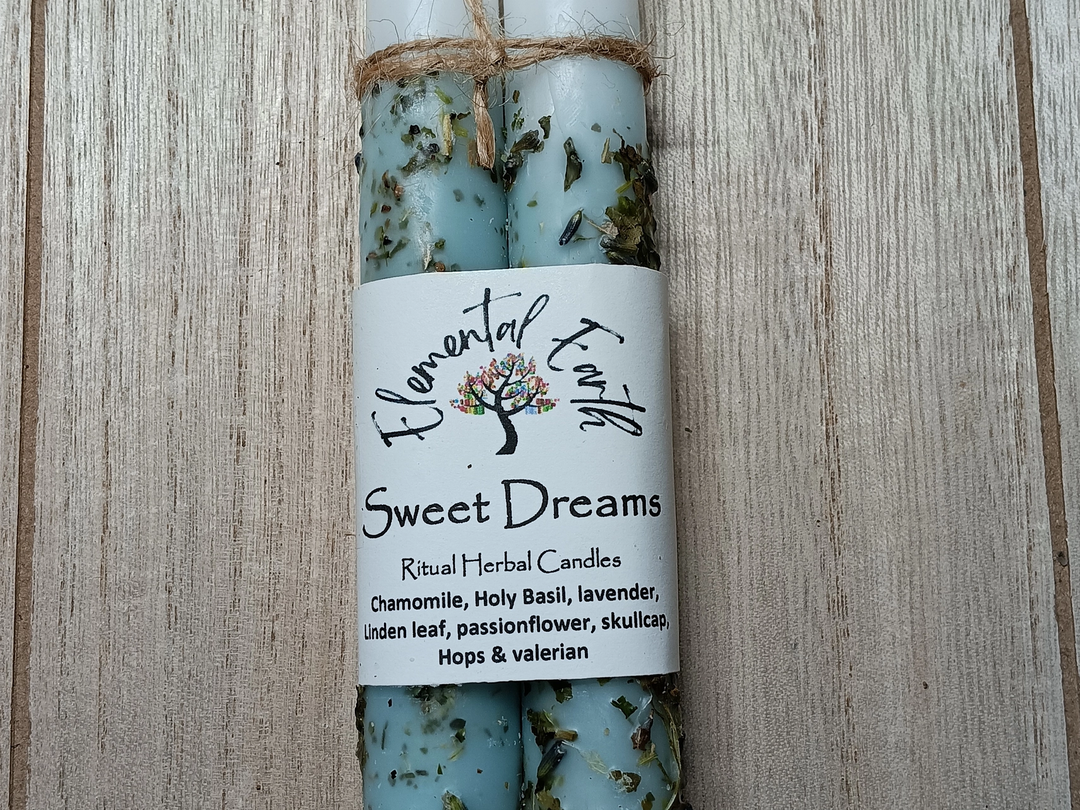 Elemental Earth
Sweet Dreams
Ritual Herbal Candles
Chamomile, Holy Basil, lavender,
Linden leaf, passionflower, skullcap,
Hops & valerian